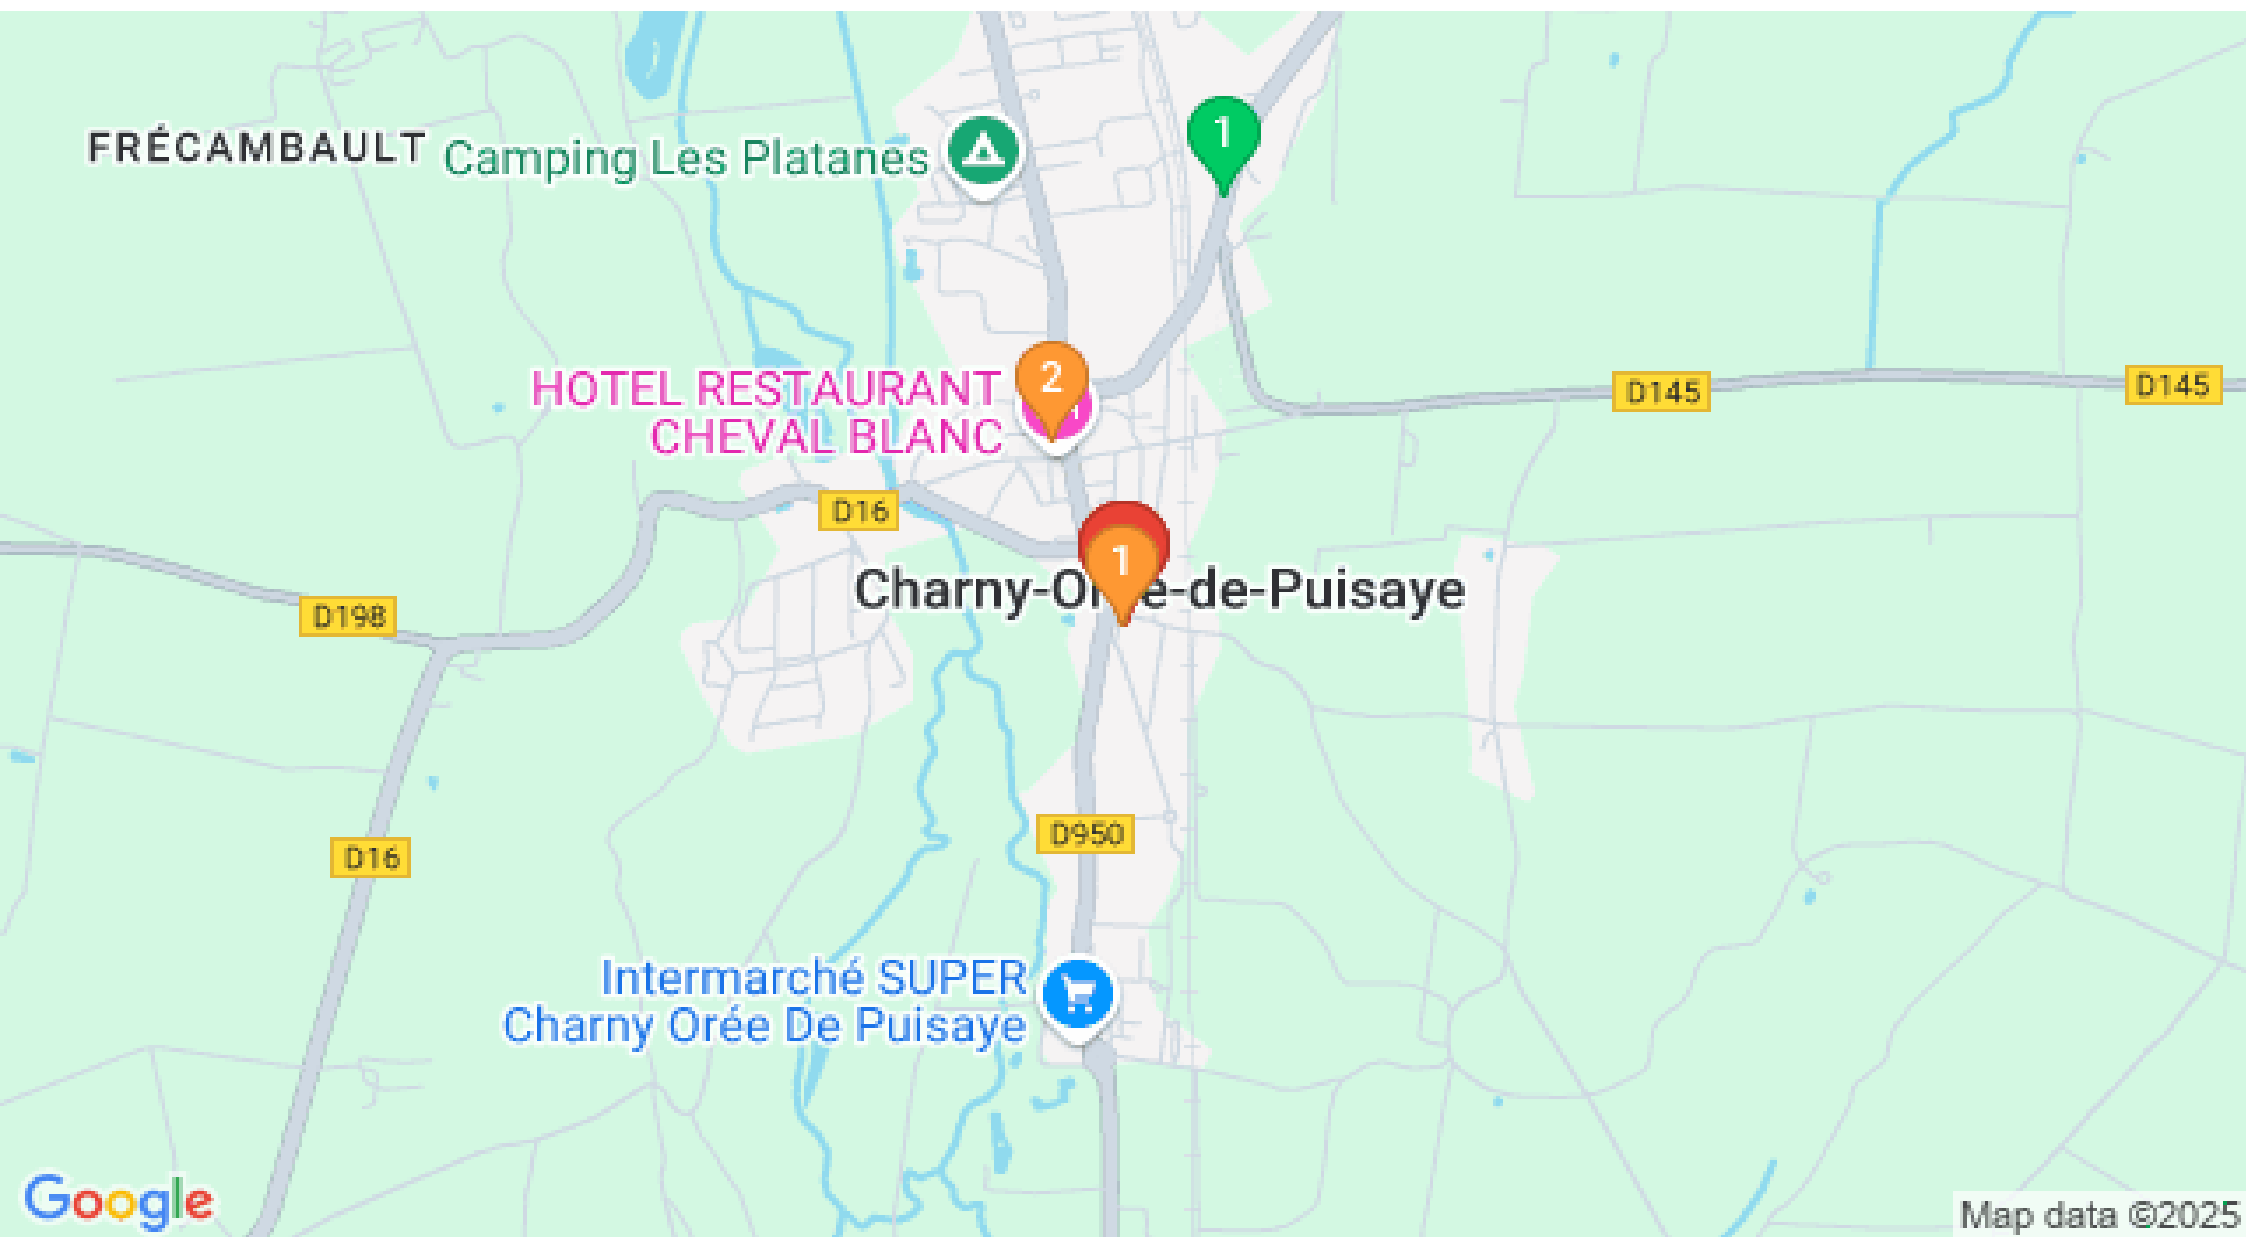 FRÉCAMBAULT
Camping Les Platanes
1
2
HOTEL RESTAURANT
CHEVAL BLANC
D145
D145
D16
1
Charny-Orée-de-Puisaye
D198
D950
D16
Intermarché SUPER
Charny Orée De Puisaye
Google
Map data ©2025